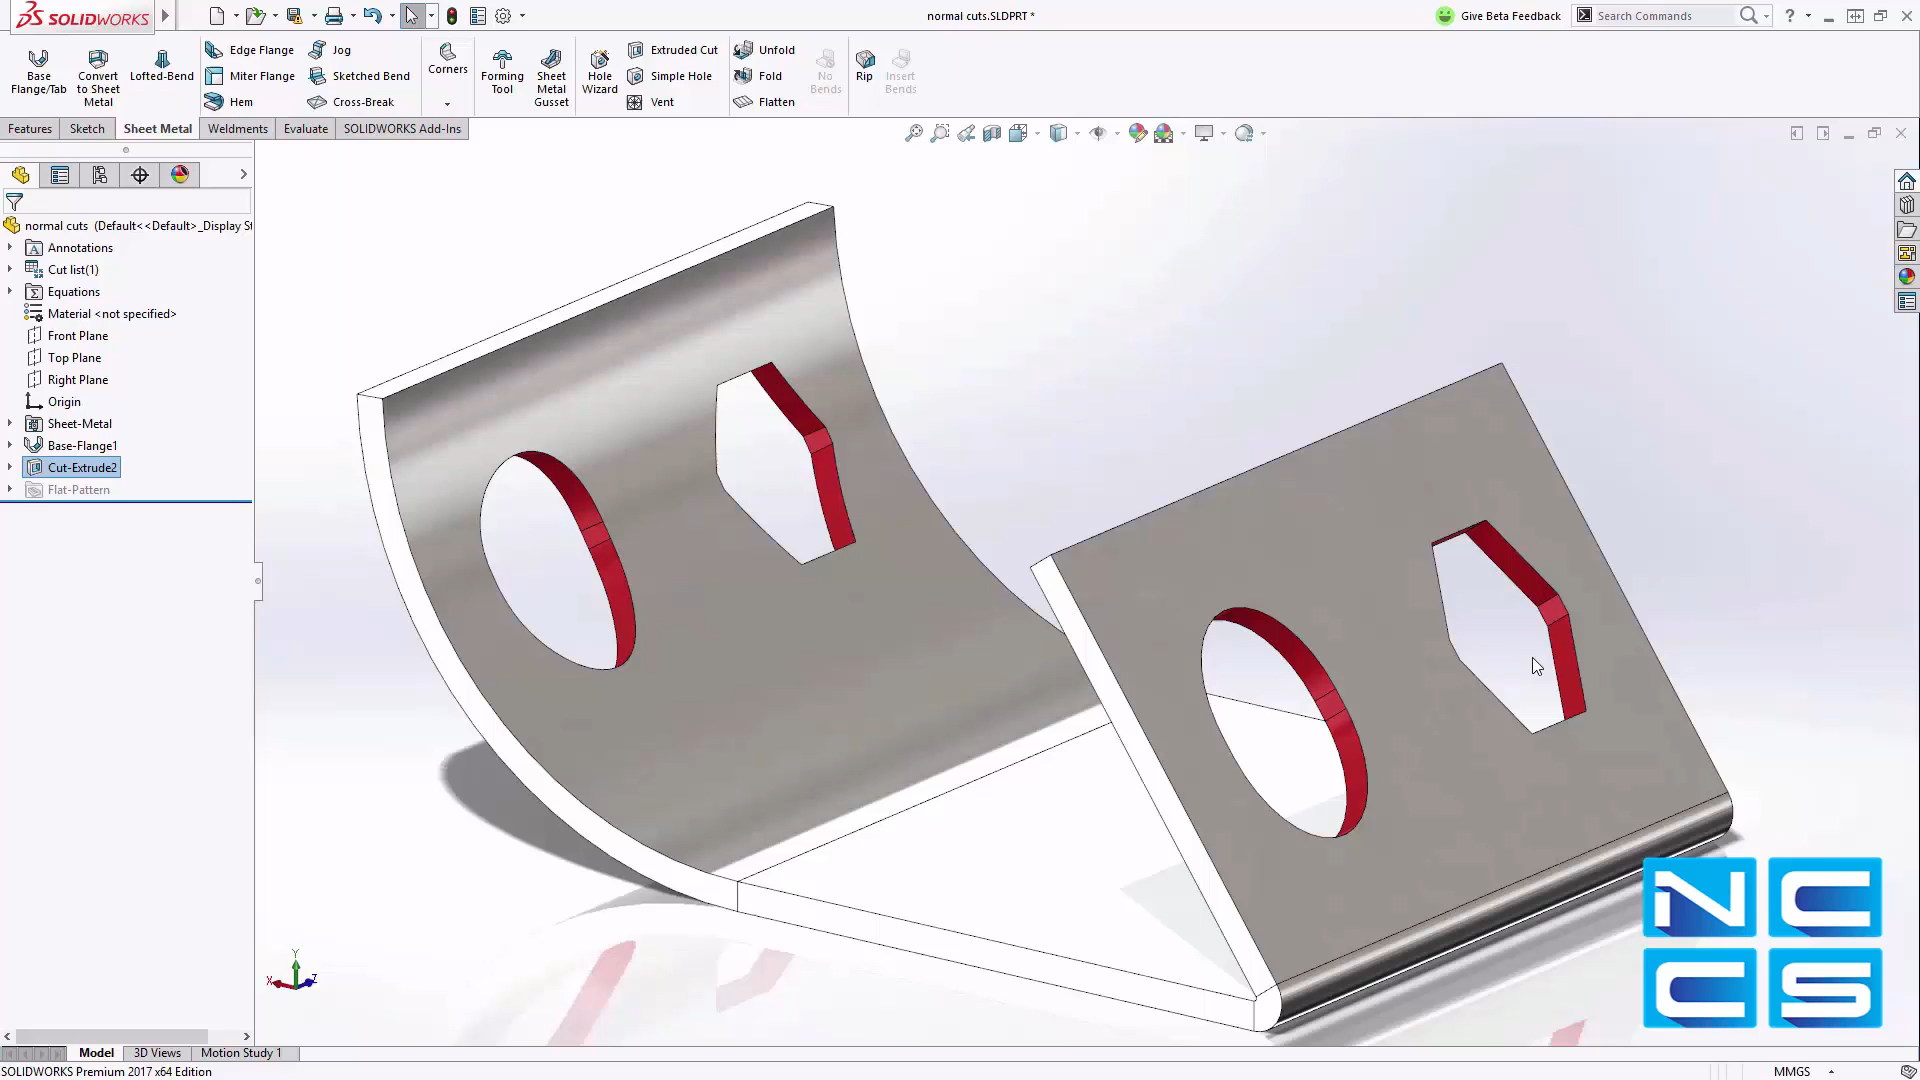 SOLIDWORKS
normal cuts.SLDPRT *
Give Beta Feedback
Search Commands
?
Base Flange/Tab
Convert to Sheet Metal
Lofted-Bend
Edge Flange
Miter Flange
Hem
Jog
Sketched Bend
Cross-Break
Corners
Forming Tool
Sheet Metal Gusset
Hole Wizard
Extruded Cut
Simple Hole
Vent
Unfold
Fold
Flatten
No Bends
Rip
Insert Bends
Features
Sketch
Sheet Metal
Weldments
Evaluate
SOLIDWORKS Add-Ins
normal cuts (Default<<Default>_Display St
Annotations
Cut list(1)
Equations
Material <not specified>
Front Plane
Top Plane
Right Plane
Origin
Sheet-Metal
Base-Flange1
Cut-Extrude2
Flat-Pattern
Y
X
Z
NC
CS
Model
3D Views
Motion Study 1
SOLIDWORKS Premium 2017 x64 Edition
MMGS